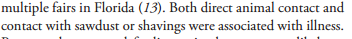 multiple fairs in Florida (13). Both direct animal contact and
contact with sawdust or shavings were associated with illness.